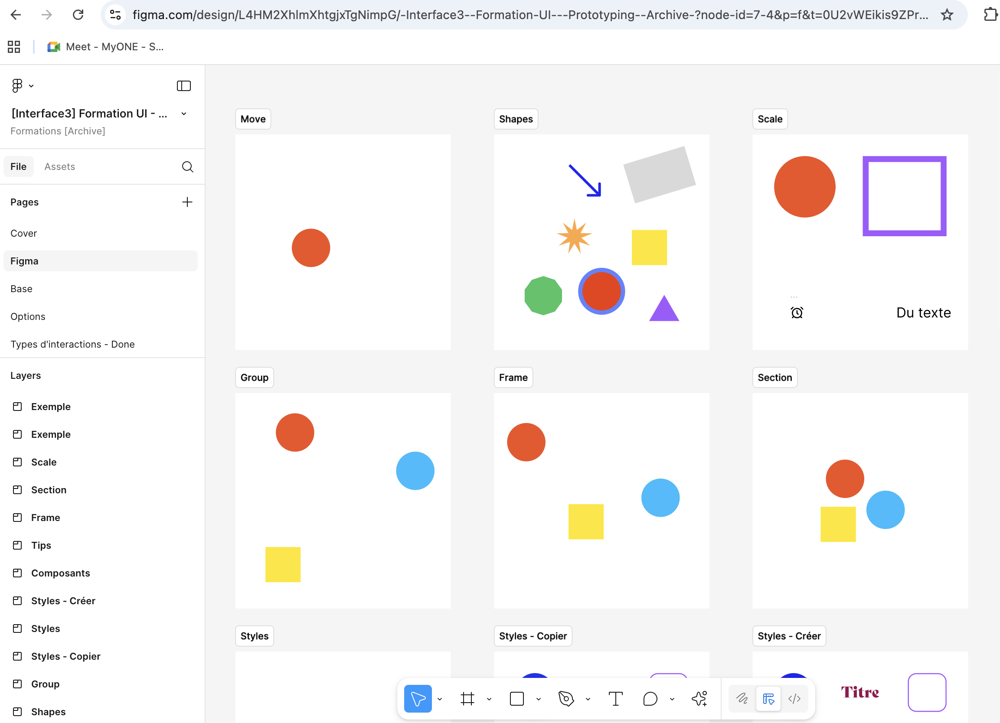 figma.com/design/L4HM2XhlmXhtgjxTgNimpG/-Interface3--Formation-UI---Prototyping--Archive-?node-id=7-4&p=f&t=0U2vWEikis9ZPr...
Meet - MyONE - S...
[Interface3] Formation UI - ...
Formations [Archive]
File
Assets
Pages
Cover
Figma
Base
Options
Types d'interactions - Done
Layers
Exemple
Exemple
Scale
Section
Frame
Tips
Composants
Styles - Créer
Styles
Styles - Copier
Group
Shapes
Move
Shapes
Scale
...
Du texte
Group
Frame
Section
Styles
Styles - Copier
Styles - Créer
Titre